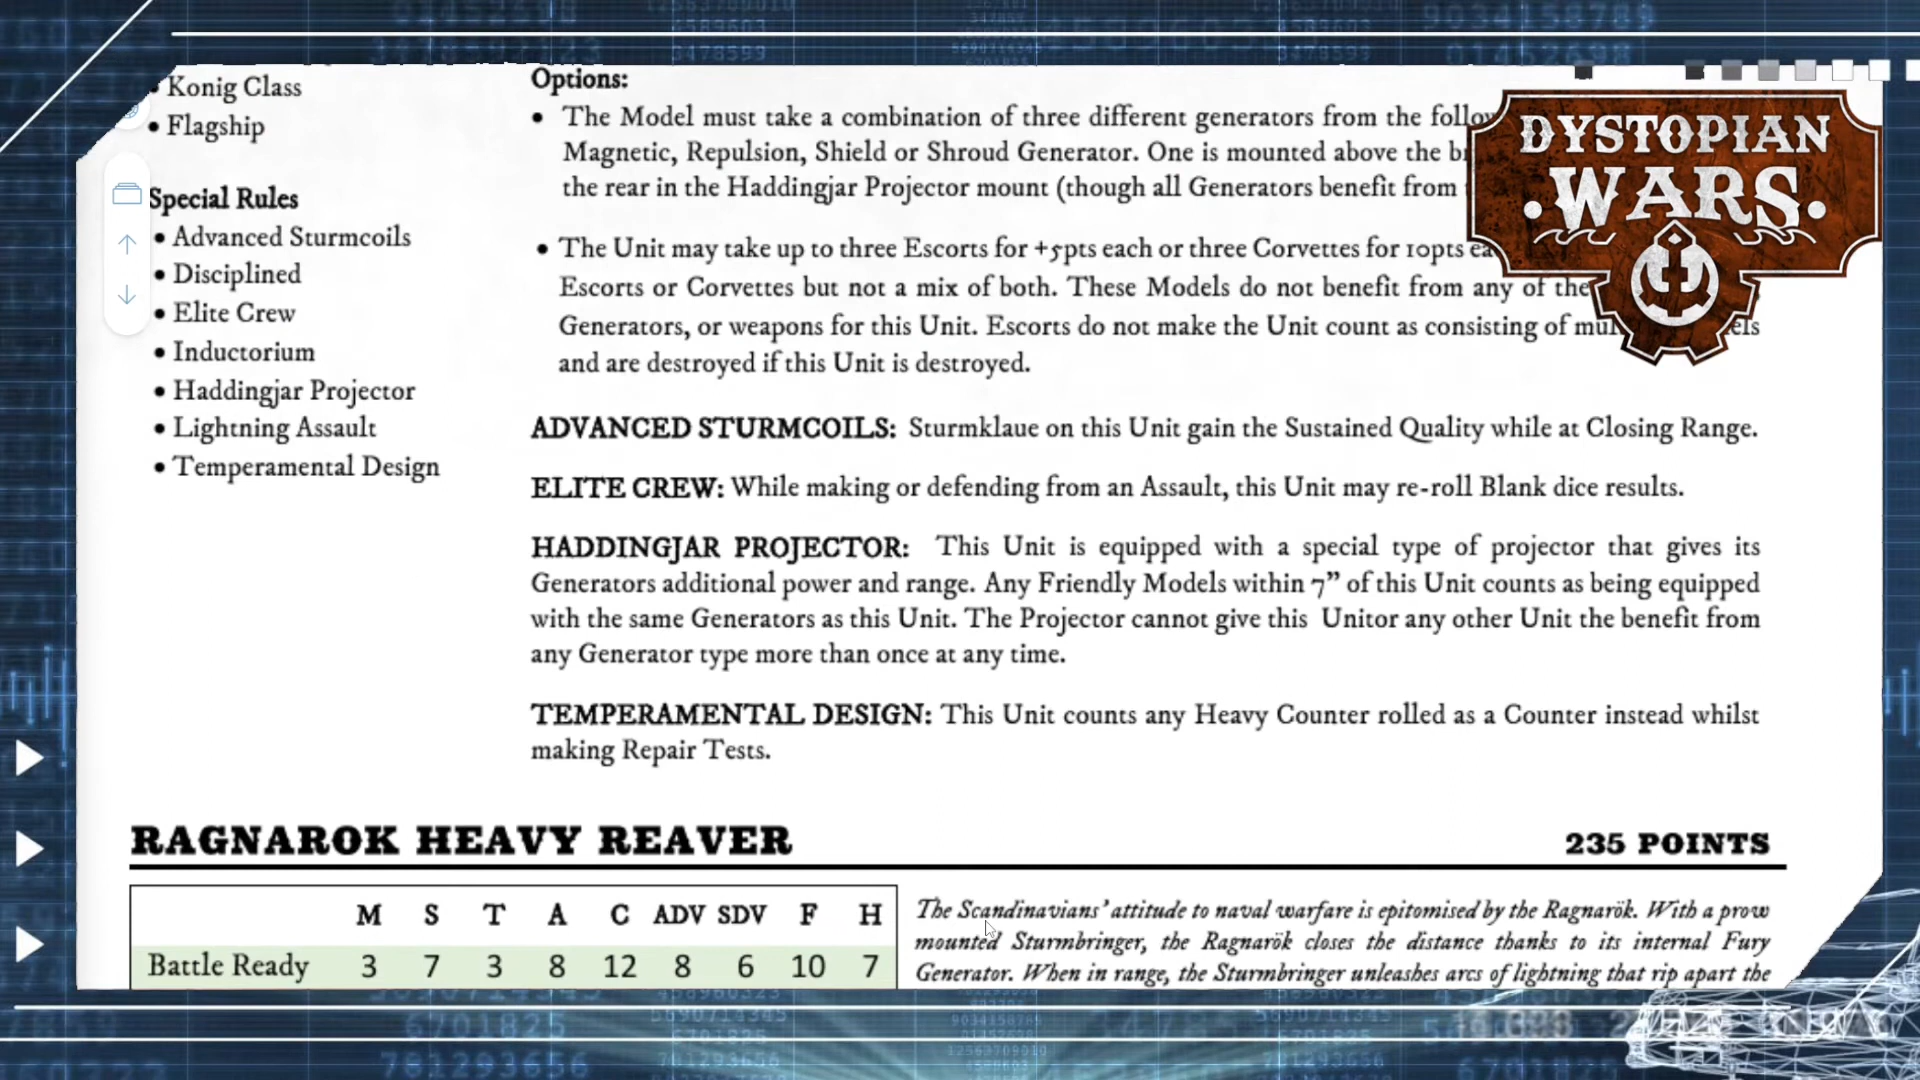 Konig Class
Flagship
Special Rules
Advanced Sturmcoils
Disciplined
Elite Crew
Inductorium
Haddingjar Projector
Lightning Assault
Temperamental Design
Options:
The Model must take a combination of three different generators from the
Magnetic, Repulsion, Shield or Shroud Generator. One is mounted above the
the rear in the Haddingjar Projector mount (though all Generators benefit from
The Unit may take up to three Escorts for +5pts each or three Corvettes for 10pts
Escorts or Corvettes but not a mix of both. These Models do not benefit from any of the
Generators, or weapons for this Unit. Escorts do not make the Unit count as consisting of
and are destroyed if this Unit is destroyed.
ADVANCED STURMCOILS: Sturmklaue on this Unit gain the Sustained Quality while at Closing Range.
ELITE CREW: While making or defending from an Assault, this Unit may re-roll Blank dice results.
HADDINGJAR PROJECTOR: This Unit is equipped with a special type of projector that gives its
Generators additional power and range. Any Friendly Models within 7” of this Unit counts as being equipped
with the same Generators as this Unit. The Projector cannot give this Unitor any other Unit the benefit from
any Generator type more than once at any time.
TEMPERAMENTAL DESIGN: This Unit counts any Heavy Counter rolled as a Counter instead whilst
making Repair Tests.
DYSTOPIAN
WARS
RAGNAROK HEAVY REAVER 235 POINTS
M S T A C ADV SDV F H
Battle Ready 3 7 3 8 12 8 6 10 7
The Scandinavians’ attitude to naval warfare is epitomised by the Ragnarök. With a prow
mounted Sturmbringer, the Ragnarök closes the distance thanks to its internal Fury
Generator. When in range, the Sturmbringer unleashes arcs of lightning that rip apart the